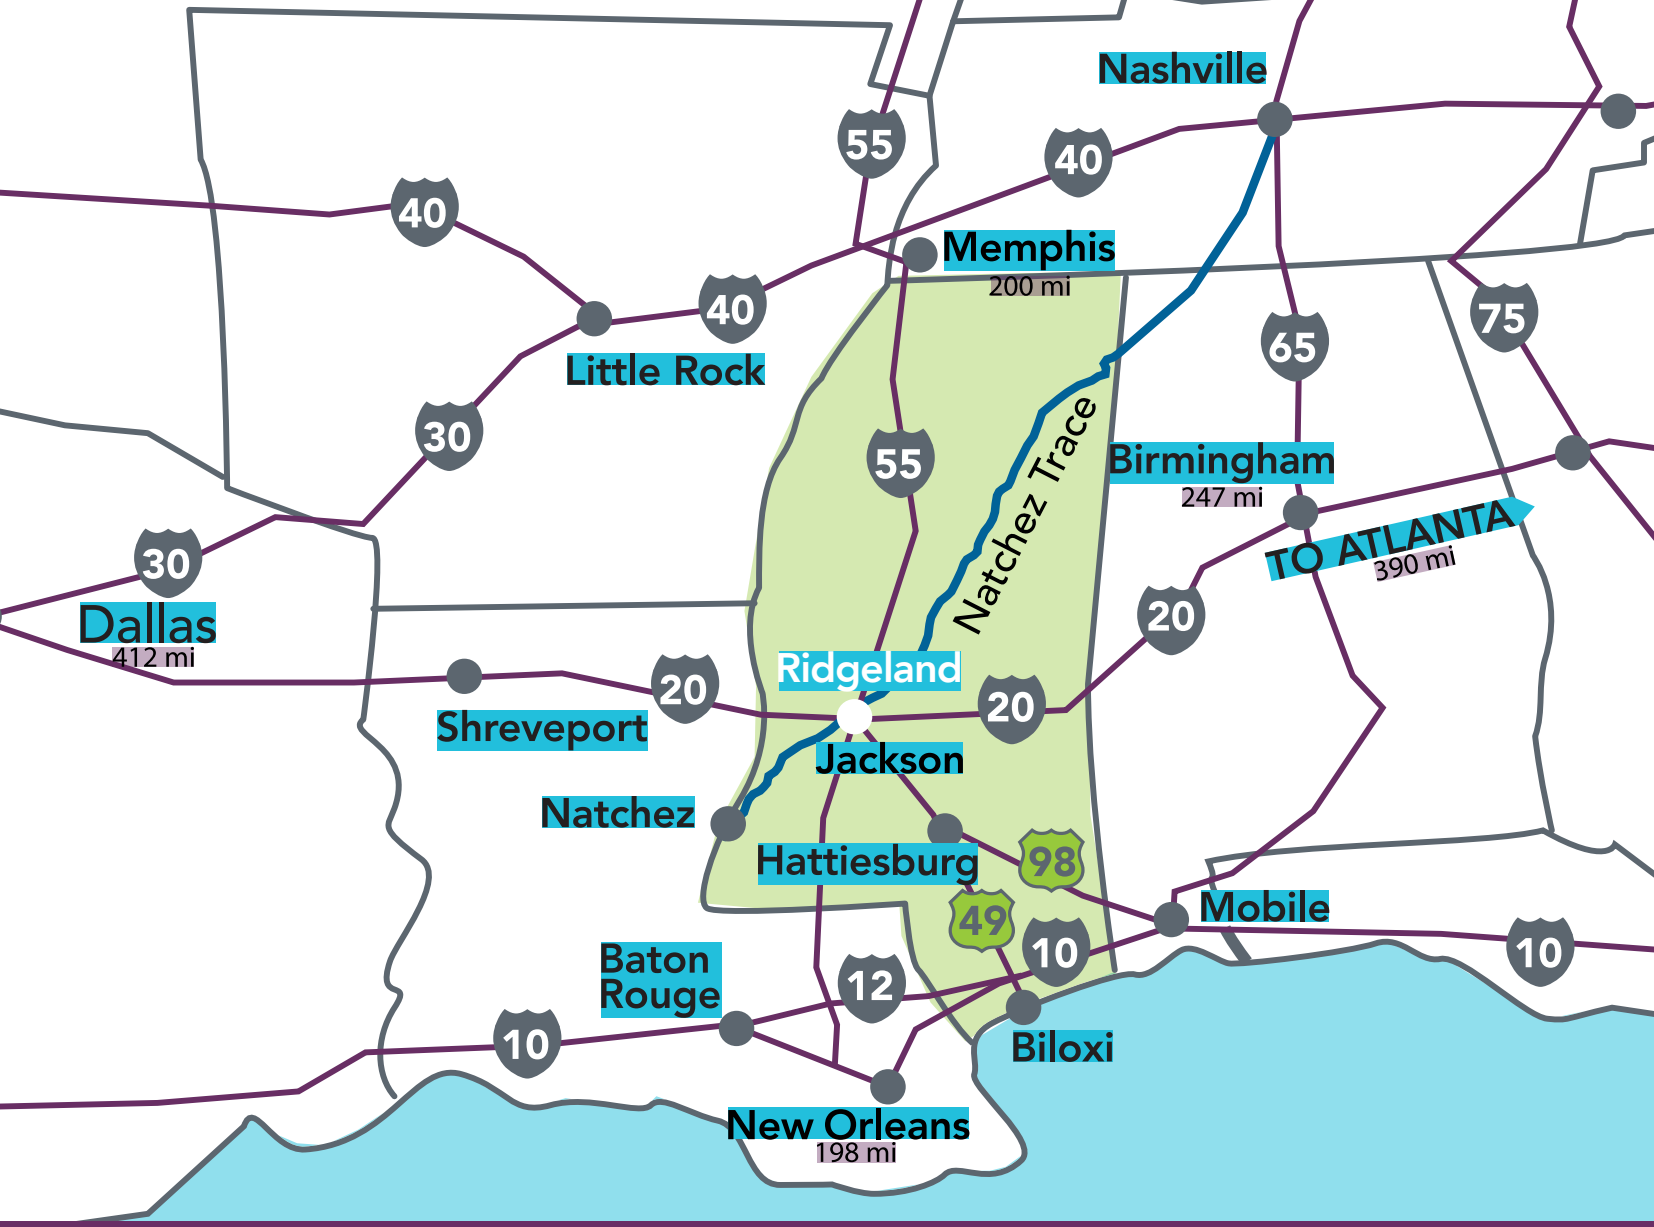 Nashville
55
40
40
Memphis
200 mi
40
Little Rock
65
75
30
55
Natchez Trace
Birmingham
247 mi
TO ATLANTA
390 mi
30
Dallas
412 mi
20
Ridgeland
20
20
Shreveport
Jackson
Natchez
Hattiesburg
98
49
Mobile
10
10
Baton
Rouge
12
10
Biloxi
New Orleans
198 mi